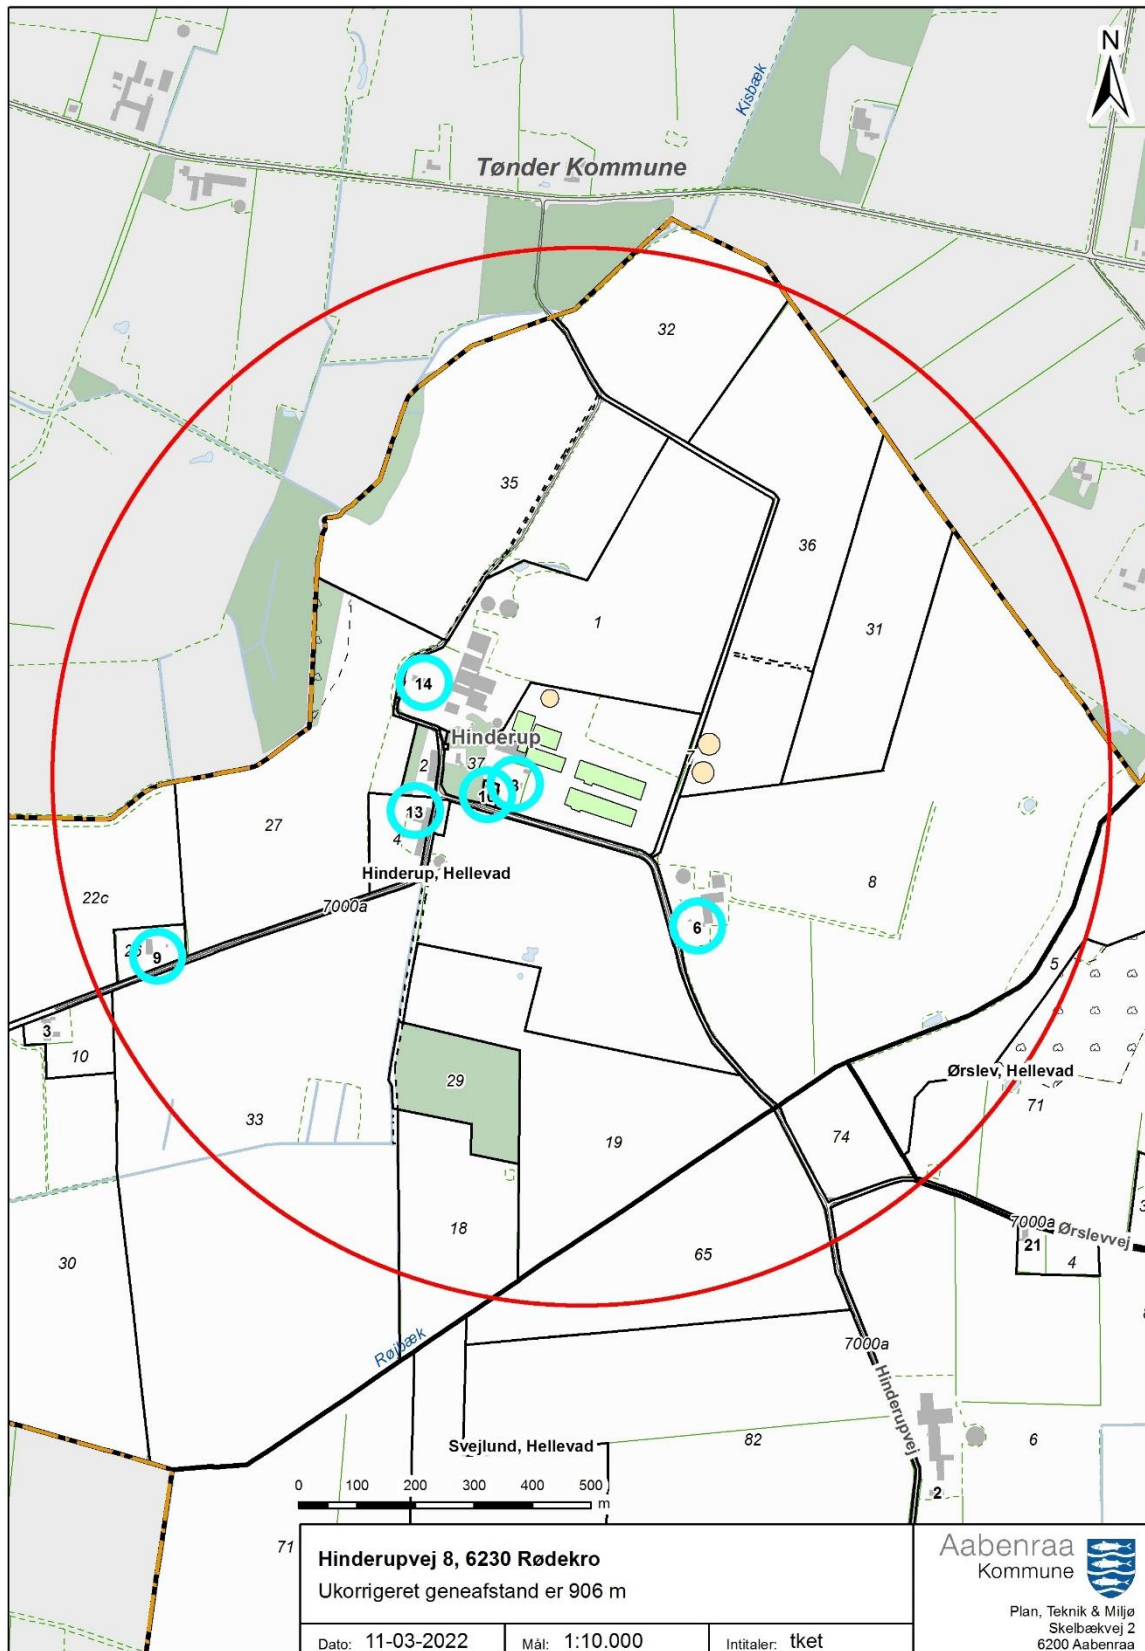 N
Kisbæk
Tønder Kommune
32
35
36
31
1
14
Hinderup
37
7
2
8
10
13
4
27
Hinderup, Hellevad
22c
7000a
8
26
9
6
5
3
10
29
Ørslev, Hellevad
71
33
19
74
18
7000a
Ørslevvej
21
4
30
65
Røjbæk
7000a
Hinderupvej
Svejlund, Hellevad
82
6
2
0 100 200 300 400 500
m
71
Hinderupvej 8, 6230 Rødekro
Ukorrigeret geneafstand er 906 m
Dato: 11-03-2022
Mål: 1:10.000
Intitaler: tket
Aabenraa
Kommune
Plan, Teknik & Miljø
Skelbækvej 2
6200 Aabenraa